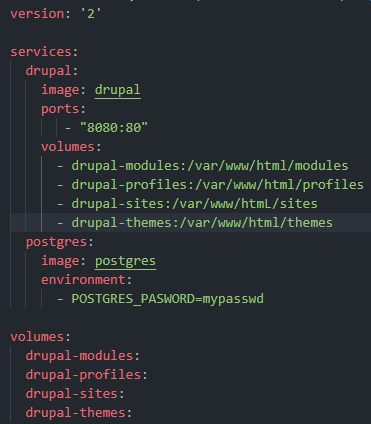 version: '2'
services:
drupal:
image: drupal
ports:
- "8080:80"
volumes:
- drupal-modules:/var/www/html/modules
- drupal-profiles:/var/www/html/profiles
- drupal-sites:/var/www/htmL/sites
- drupal-themes:/var/www/html/themes
postgres:
image: postgres
environment:
- POSTGRES_PASWORD=mypasswd
volumes:
drupal-modules:
drupal-profiles:
drupal-sites:
drupal-themes: